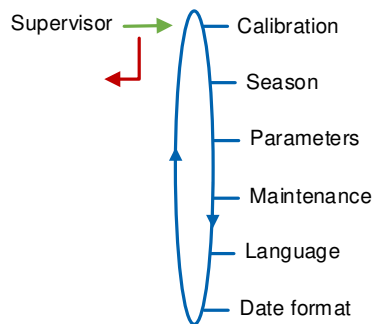 Supervisor
Calibration
Season
Parameters
Maintenance
Language
Date format